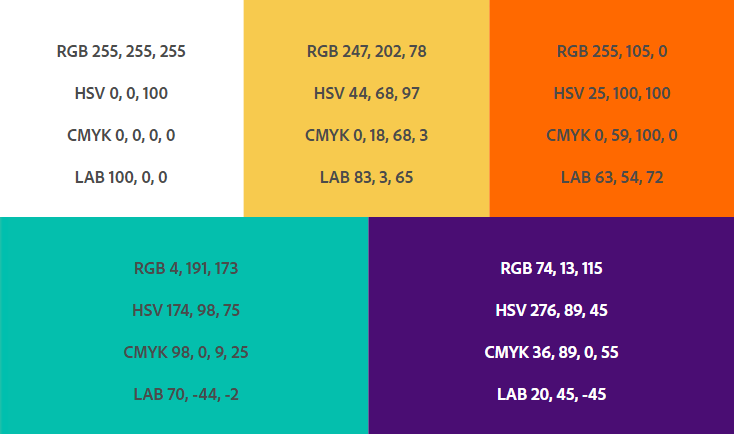 RGB 255, 255, 255
HSV 0, 0, 100
CMYK 0, 0, 0, 0
LAB 100, 0, 0
RGB 247, 202, 78
HSV 44, 68, 97
CMYK 0, 18, 68, 3
LAB 83, 3, 65
RGB 255, 105, 0
HSV 25, 100, 100
CMYK 0, 59, 100, 0
LAB 63, 54, 72
RGB 4, 191, 173
HSV 174, 98, 75
CMYK 98, 0, 9, 25
LAB 70, -44, -2
RGB 74, 13, 115
HSV 276, 89, 45
CMYK 36, 89, 0, 55
LAB 20, 45, -45